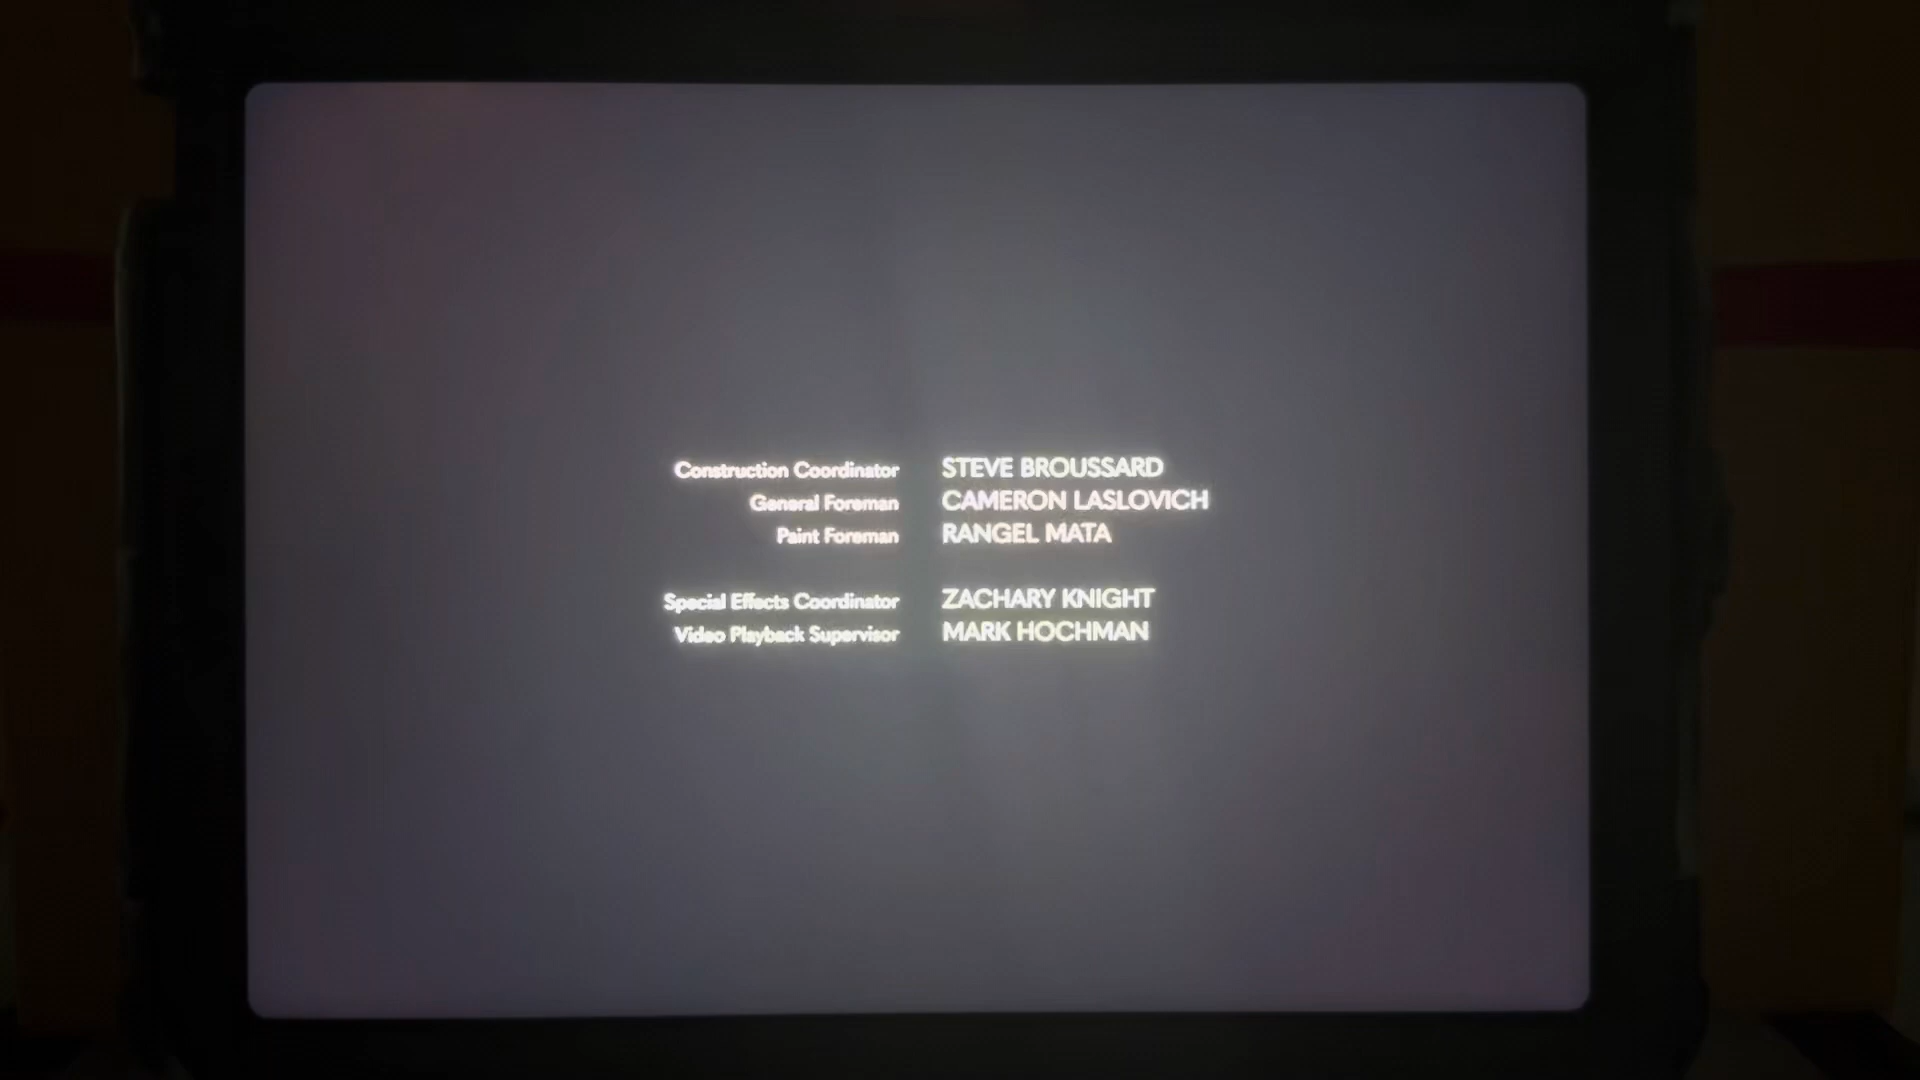 Construction Coordinator STEVE BROUSSARD
General Foreman CAMERON LASLOVICH
Paint Foreman RANGEL MATA
Special Effects Coordinator ZACHARY KNIGHT
Video Playback Supervisor MARK HOCHMAN